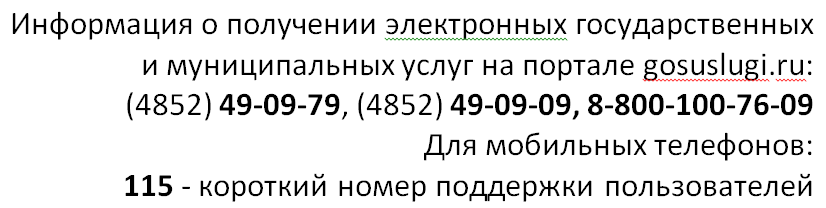 Информация о получении электронных государственных
и муниципальных услуг на портале gosuslugi.ru:
(4852) 49-09-79, (4852) 49-09-09, 8-800-100-76-09
Для мобильных телефонов:
115 - короткий номер поддержки пользователей